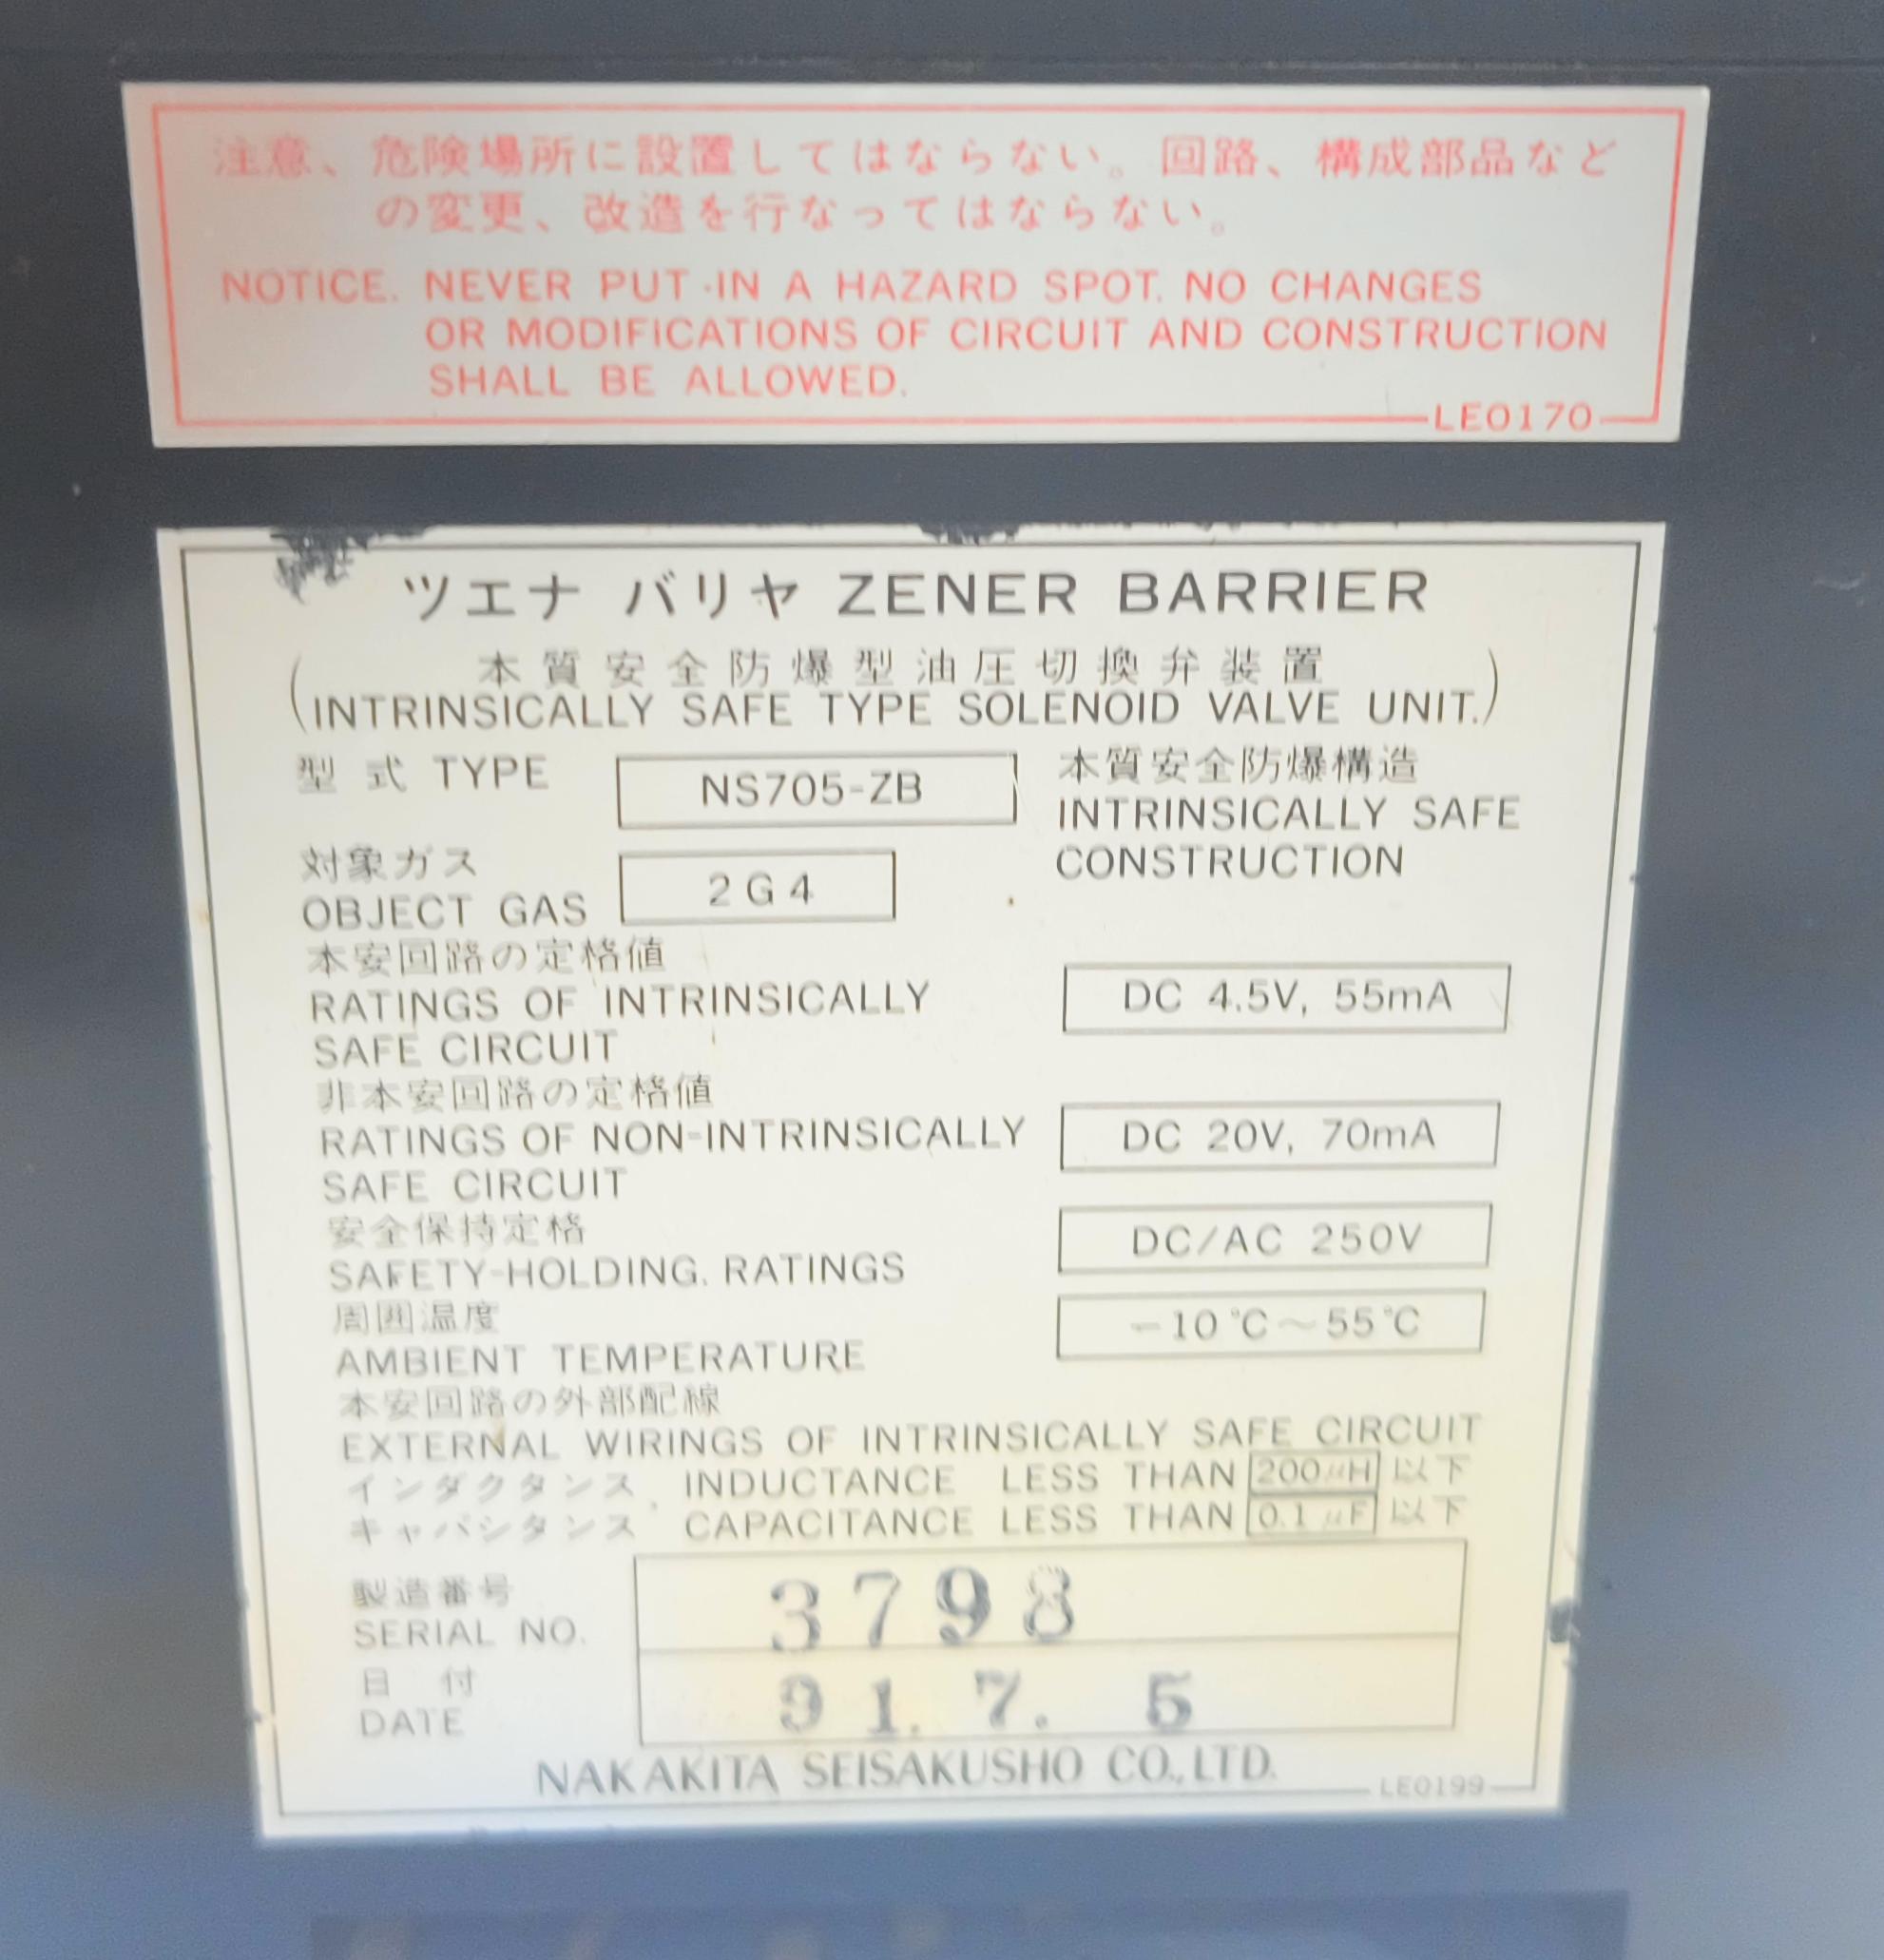 注意、危険場所に設置してはならない。回路、構成部品など
の変更、改造を行なってはならない。
NOTICE. NEVER PUT IN A HAZARD SPOT. NO CHANGES
OR MODIFICATIONS OF CIRCUIT AND CONSTRUCTION
SHALL BE ALLOWED.
LE0170
ツエナ バリヤ ZENER BARRIER
本質安全防爆型油圧切換弁装置
(INTRINSICALLY SAFE TYPE SOLENOID VALVE UNIT.)
型式 TYPE NS705-ZB
本質安全防爆構造
INTRINSICALLY SAFE
CONSTRUCTION
対象ガス
OBJECT GAS 2G4
本安回路の定格値
RATINGS OF INTRINSICALLY DC 4.5V, 55mA
SAFE CIRCUIT
非本安回路の定格値
RATINGS OF NON-INTRINSICALLY DC 20V, 70mA
SAFE CIRCUIT
安全保持定格
SAFETY-HOLDING. RATINGS DC/AC 250V
周囲温度
AMBIENT TEMPERATURE -10℃~55℃
本安回路の外部配線
EXTERNAL WIRINGS OF INTRINSICALLY SAFE CIRCUIT
インダクタンス. INDUCTANCE LESS THAN 200μH 以下
キャパシタンス CAPACITANCE LESS THAN 0.1μF 以下
製造番号
SERIAL NO. 3798
日付
DATE 91. 7. 5
NAKAKITA SEISAKUSHO CO., LTD.
LE0199